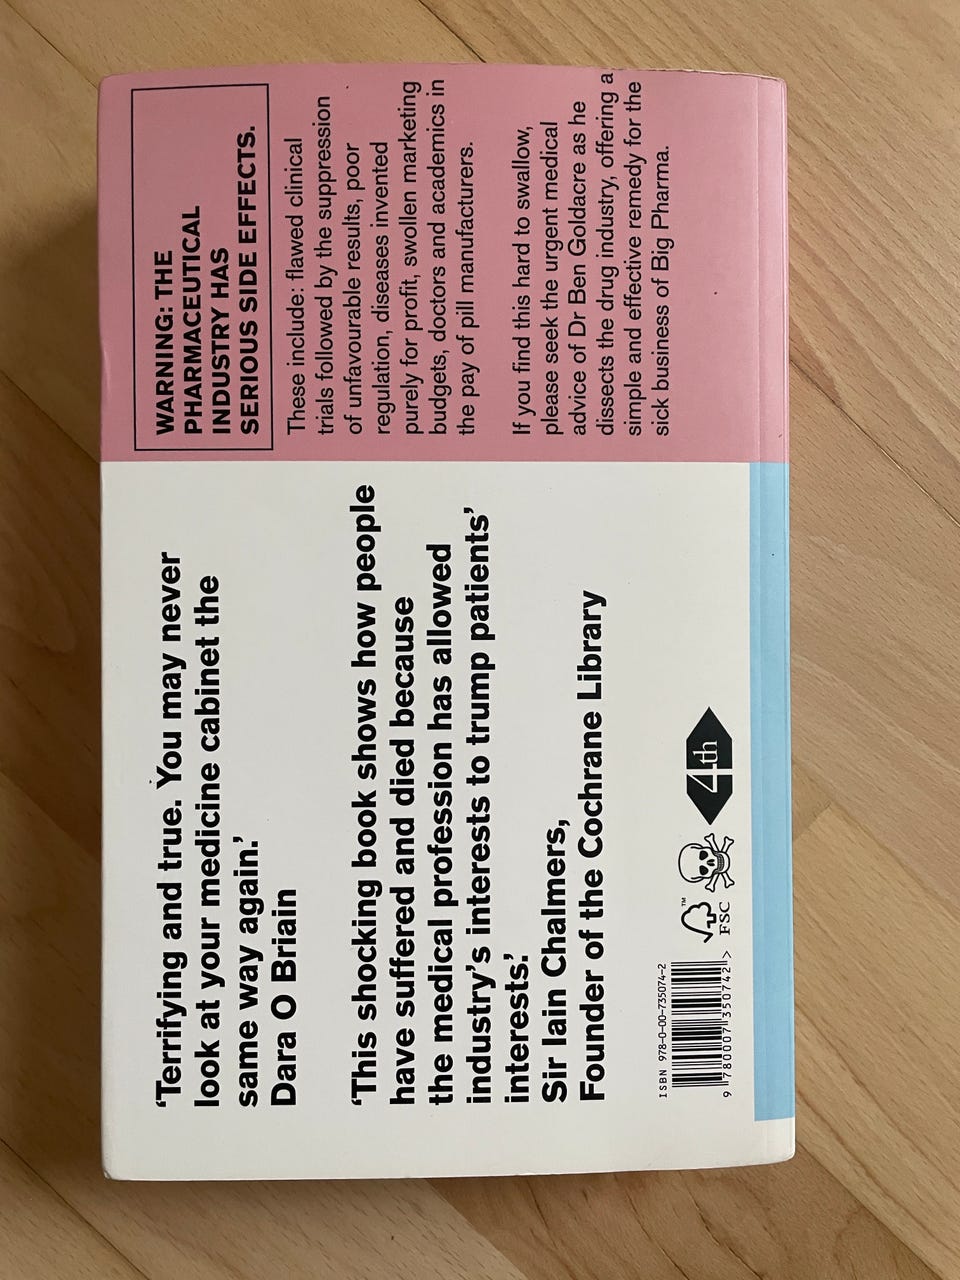 WARNING: THE
PHARMACEUTICAL
INDUSTRY HAS
SERIOUS SIDE EFFECTS.
These include: flawed clinical
trials followed by the suppression
of unfavourable results, poor
regulation, diseases invented
purely for profit, swollen marketing
budgets, doctors and academics in
the pay of pill manufacturers.
If you find this hard to swallow,
please seek the urgent medical
advice of Dr Ben Goldacre as he
dissects the drug industry, offering a
simple and effective remedy for the
sick business of Big Pharma.
‘Terrifying and true. You may never
look at your medicine cabinet the
same way again.’
Dara O Briain
‘This shocking book shows how people
have suffered and died because
the medical profession has allowed
industry’s interests to trump patients’
interests.’
Sir Iain Chalmers,
Founder of the Cochrane Library
ISBN 978-0-00-735074-2
9 780007 350742 >
FSC
™
4th